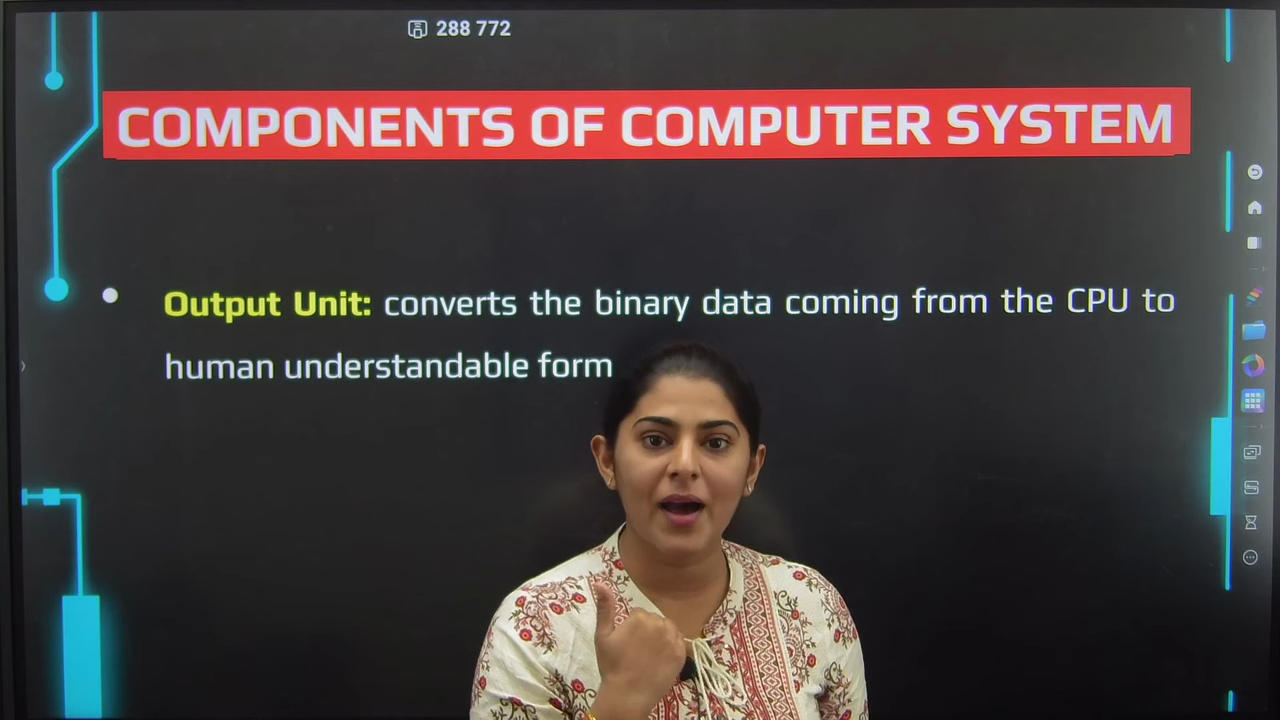 288 772
COMPONENTS OF COMPUTER SYSTEM
Output Unit: converts the binary data coming from the CPU to
human understandable form